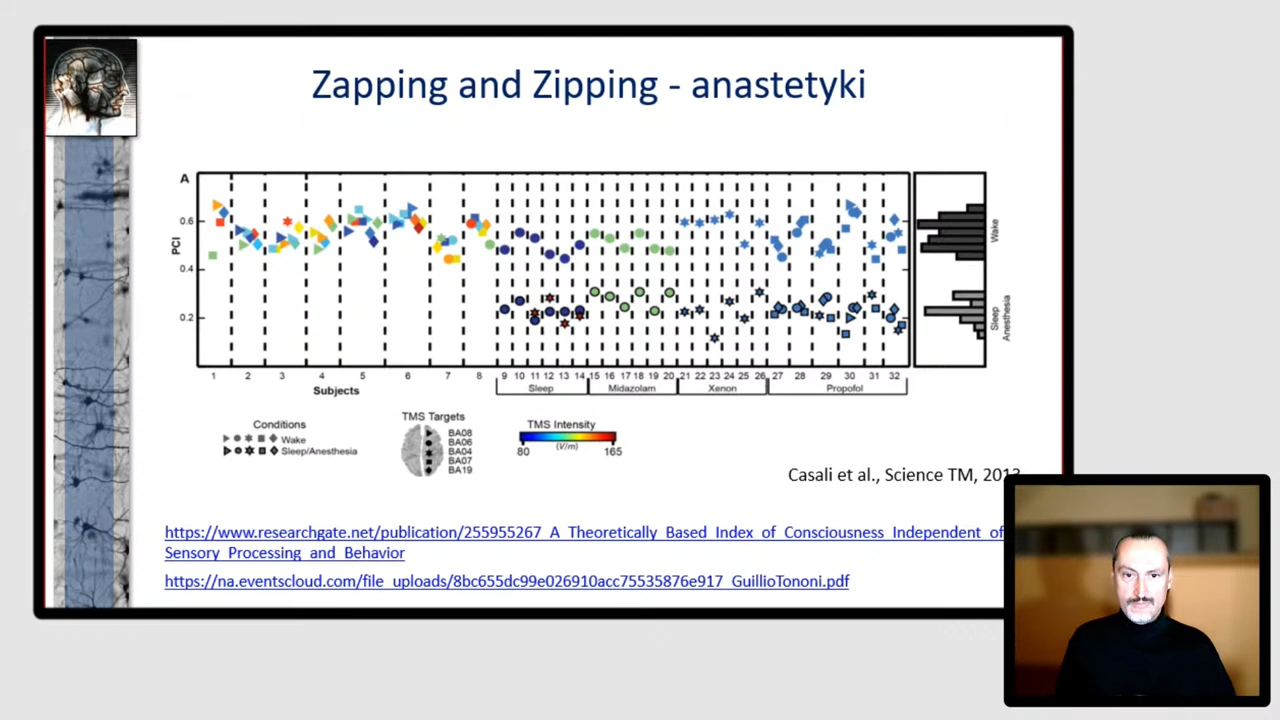 Zapping and Zipping - anastetyki
A
PCI
0.6
0.4
0.2
Wake
Sleep
Anesthesia
1 2 3 4 5 6 7 8 9 10 11 12 13 14 15 16 17 18 19 20 21 22 23 24 25 26 27 28 29 30 31 32
Subjects Sleep Midazolam Xenon Propofol
Conditions
Wake
Sleep/Anesthesia
TMS Targets
BA08
BA06
BA04
BA07
BA19
TMS Intensity
(V/m)
80 165
Casali et al., Science TM, 2013
https://www.researchgate.net/publication/255955267_A_Theoretically_Based_Index_of_Consciousness_Independent_of
Sensory_Processing_and_Behavior
https://na.eventscloud.com/file_uploads/8bc655dc99e026910acc75535876e917_GuillioTononi.pdf